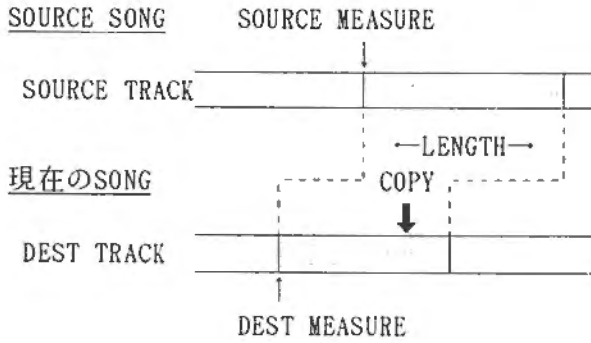 SOURCE SONG SOURCE MEASURE
SOURCE TRACK
←LENGTH→
現在のSONG
COPY
DEST TRACK
DEST MEASURE